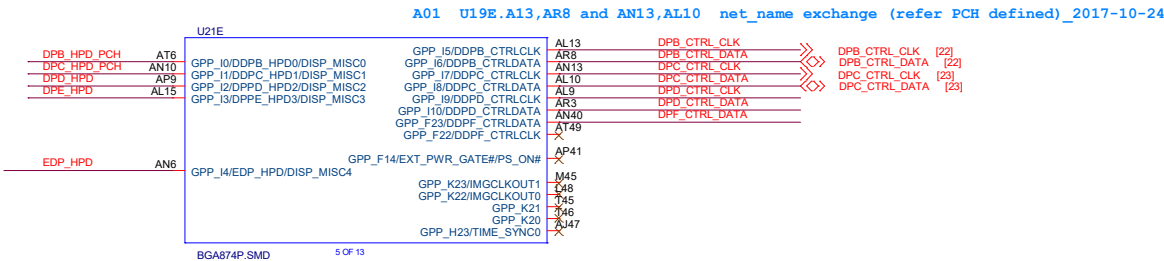 A01 U19E.A13,AR8 and AN13,AL10 net_name exchange (refer PCH defined)_2017-10-24
U21E
DPB_HPD_PCH AT6 GPP_I0/DDPB_HPD0/DISP_MISC0
DPC_HPD_PCH AN10 GPP_I1/DDPC_HPD1/DISP_MISC1
DPD_HPD AP9 GPP_I2/DPPD_HPD2/DISP_MISC2
DPE_HPD AL15 GPP_I3/DPPE_HPD3/DISP_MISC3
EDP_HPD AN6 GPP_I4/EDP_HPD/DISP_MISC4
GPP_I5/DDPB_CTRLCLK AL13 DPB_CTRL_CLK DPB_CTRL_CLK [22]
GPP_I6/DDPB_CTRLDATA AR8 DPB_CTRL_DATA DPB_CTRL_DATA [22]
GPP_I7/DDPC_CTRLCLK AN13 DPC_CTRL_CLK DPC_CTRL_CLK [23]
GPP_I8/DDPC_CTRLDATA AL10 DPC_CTRL_DATA DPC_CTRL_DATA [23]
GPP_I9/DDPD_CTRLCLK AL9 DPD_CTRL_CLK
GPP_I10/DDPD_CTRLDATA AR3 DPD_CTRL_DATA
GPP_F23/DDPF_CTRLDATA AN40 DPF_CTRL_DATA
GPP_F22/DDPF_CTRLCLK AT49
GPP_F14/EXT_PWR_GATE#/PS_ON# AP41
GPP_K23/IMGCLKOUT1 M45
GPP_K22/IMGCLKOUT0 L48
GPP_K21 T45
GPP_K20 T46
GPP_H23/TIME_SYNC0 AJ47
BGA874P.SMD 5 OF 13